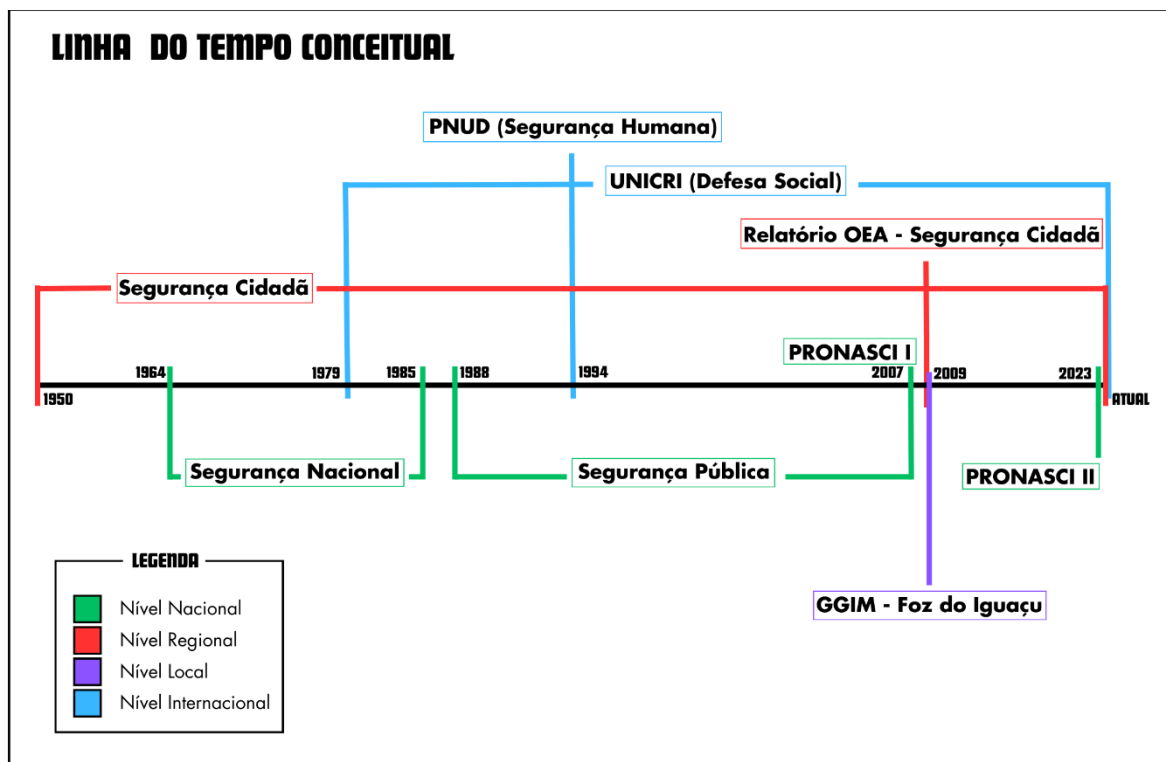 LINHA DO TEMPO CONCEITUAL
PNUD (Segurança Humana)
UNICRI (Defesa Social)
Relatório OEA - Segurança Cidadã
Segurança Cidadã
PRONASCI I
1964
1979
1985
1988
1994
2007
2009
2023
1950
ATUAL
Segurança Nacional
Segurança Pública
PRONASCI II
GGIM - Foz do Iguaçu
LEGENDA
Nível Nacional
Nível Regional
Nível Local
Nível Internacional